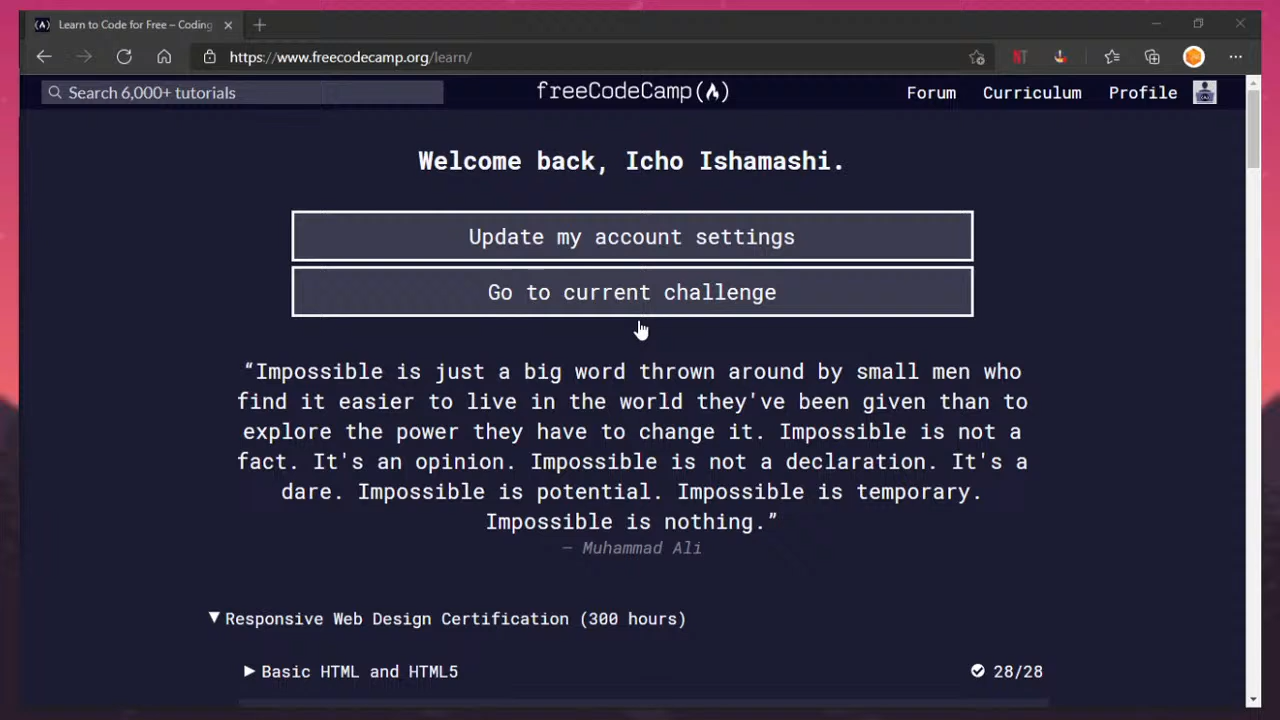 Learn to Code for Free – Coding
https://www.freecodecamp.org/learn/
NT
Search 6,000+ tutorials
freeCodeCamp
Forum
Curriculum
Profile
Welcome back, Icho Ishamashi.
Update my account settings
Go to current challenge
“Impossible is just a big word thrown around by small men who
find it easier to live in the world they've been given than to
explore the power they have to change it. Impossible is not a
fact. It's an opinion. Impossible is not a declaration. It's a
dare. Impossible is potential. Impossible is temporary.
Impossible is nothing.”
— Muhammad Ali
Responsive Web Design Certification (300 hours)
Basic HTML and HTML5
28/28